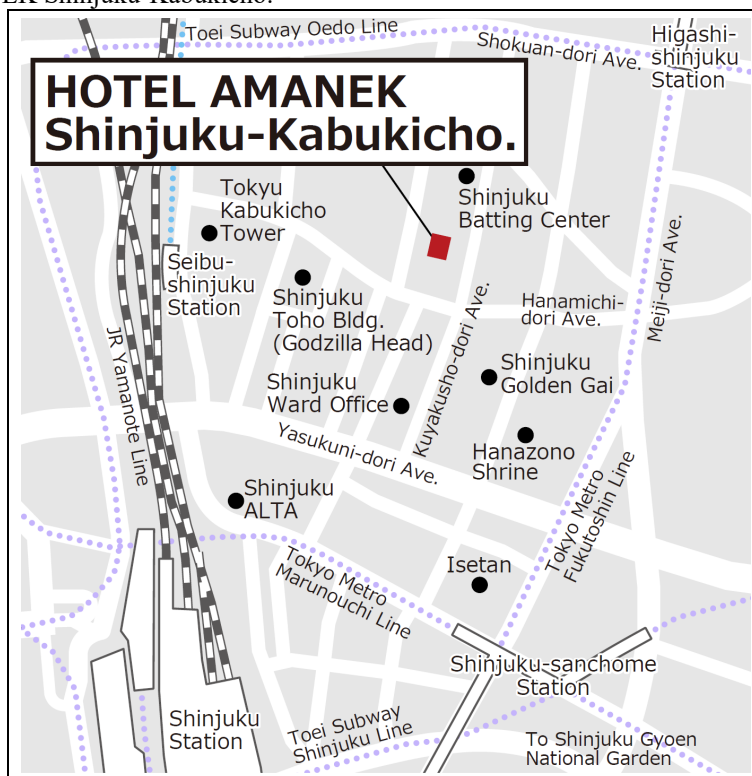 EK Shinjuku-Kabukicho.
Toei Subway Oedo Line
Shokuan-dori Ave.
Higashi-
shinjuku
Station
HOTEL AMANEK
Shinjuku-Kabukicho.
Tokyu
Kabukicho
Tower
Shinjuku
Batting Center
Seibu-
shinjuku
Station
Shinjuku
Toho Bldg.
(Godzilla Head)
Hanamichi-
dori Ave.
Meiji-dori Ave.
JR Yamanote Line
Kuyakusho-dori Ave.
Shinjuku
Golden Gai
Shinjuku
Ward Office
Yasukuni-dori Ave.
Hanazono
Shrine
Shinjuku
ALTA
Tokyo Metro
Fukutoshin Line
Tokyo Metro
Marunouchi Line
Isetan
Shinjuku-sanchome
Station
Shinjuku
Station
Toei Subway
Shinjuku Line
To Shinjuku Gyoen
National Garden